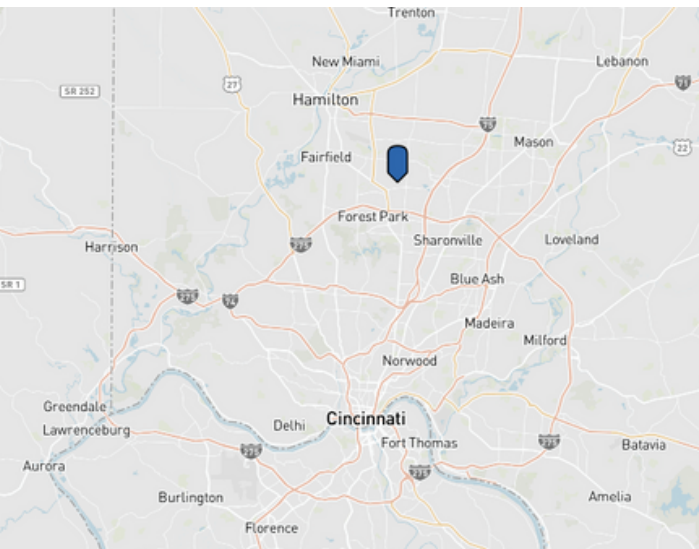 Trenton
New Miami
Lebanon
27
71
SR 252
Hamilton
75
Mason
22
Fairfield
Forest Park
Harrison
275
Sharonville
Loveland
SR 1
Blue Ash
275
74
Madeira
Milford
Norwood
Greendale
Cincinnati
Delhi
Lawrenceburg
Fort Thomas
275
Batavia
275
Aurora
275
Burlington
Amelia
Florence